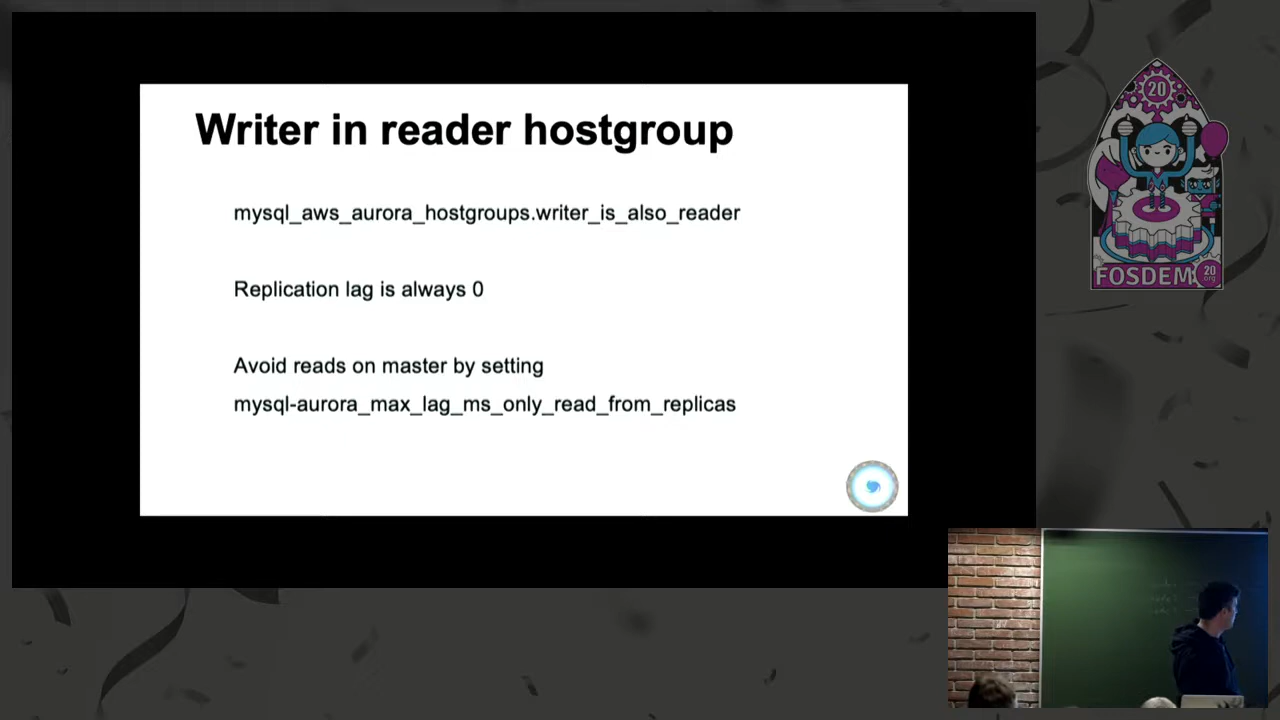 Writer in reader hostgroup
mysql_aws_aurora_hostgroups.writer_is_also_reader
Replication lag is always 0
Avoid reads on master by setting
mysql-aurora_max_lag_ms_only_read_from_replicas
20
FOSDEM 20
.org